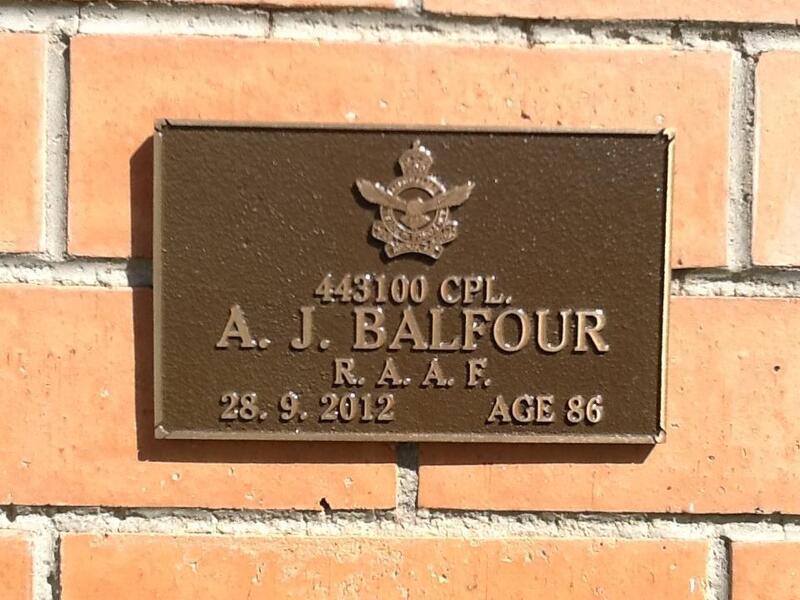 443100 CPL.
A. J. BALFOUR
R. A. A. F.
28. 9. 2012 AGE 86